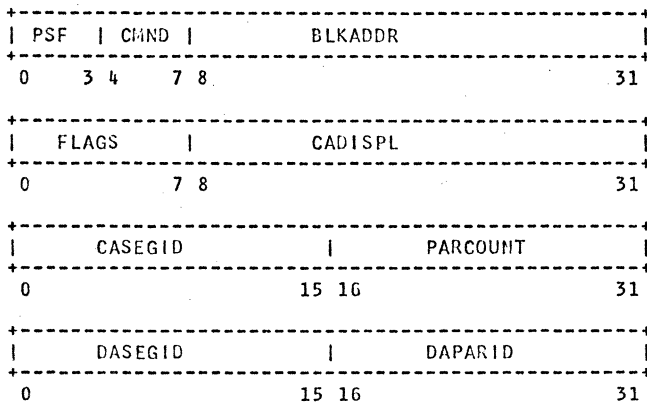 +---------------------------------------------------------------+
| PSF | CMND | BLKADDR |
+---------------------------------------------------------------+
0 3 4 7 8 31
+---------------------------------------------------------------+
| FLAGS | CADISPL |
+---------------------------------------------------------------+
0 7 8 31
+---------------------------------------------------------------+
| CASEGID | PARCOUNT |
+---------------------------------------------------------------+
0 15 16 31
+---------------------------------------------------------------+
| DASEGID | DAPARID |
+---------------------------------------------------------------+
0 15 16 31